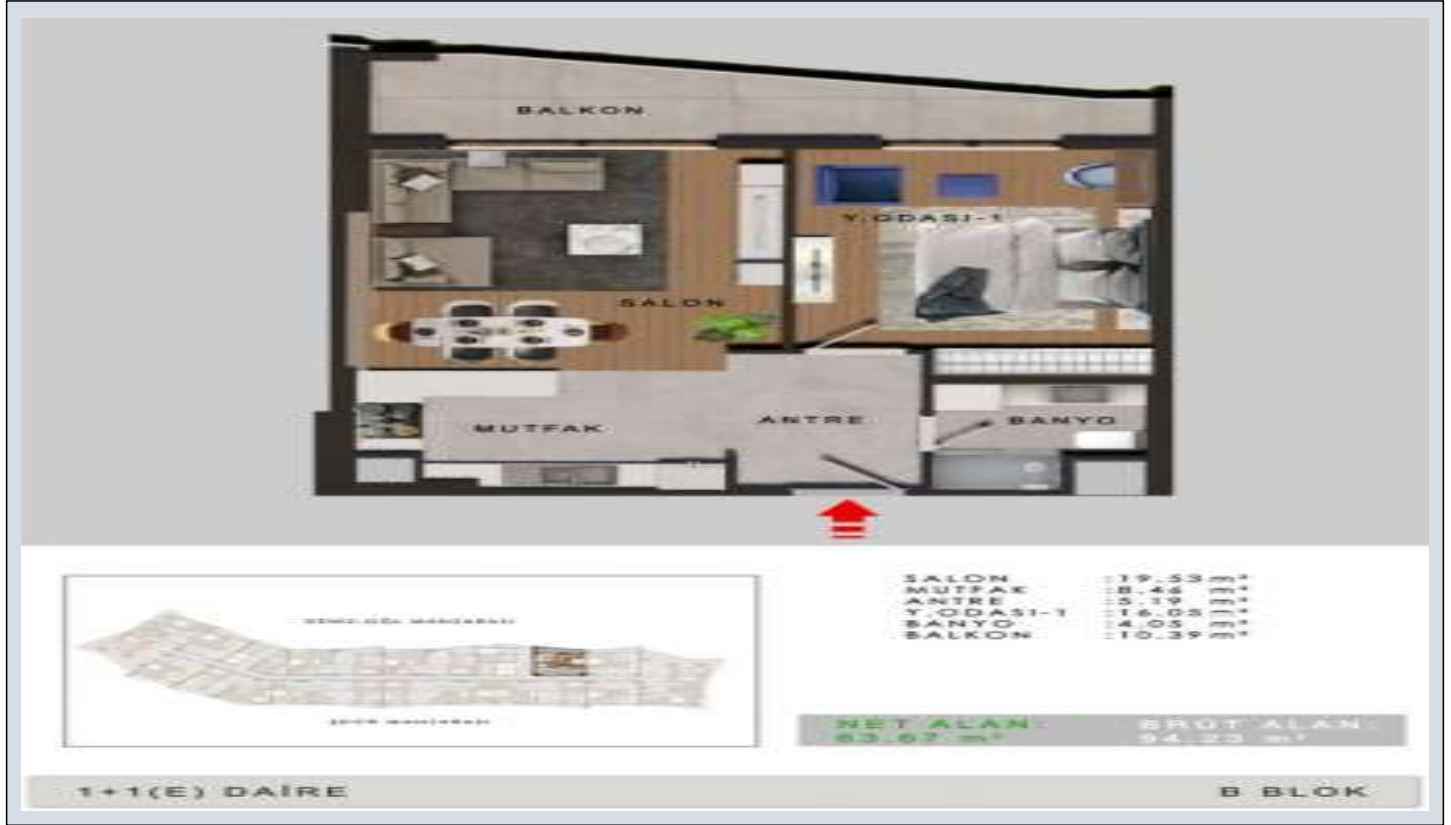 BALKON
Y.ODASI-1
SALON
MUTFAK
ANTRE
BANYO
SALON :19.53 m²
MUTFAK :8.46 m²
ANTRE :5.19 m²
Y.ODASI-1 :16.05 m²
BANYO :4.05 m²
BALKON :10.39 m²
MANZARASI
MANZARASI
NET ALAN: BRÜT ALAN:
63.67 m² 94.23 m²
1+1(E) DAİRE B BLOK